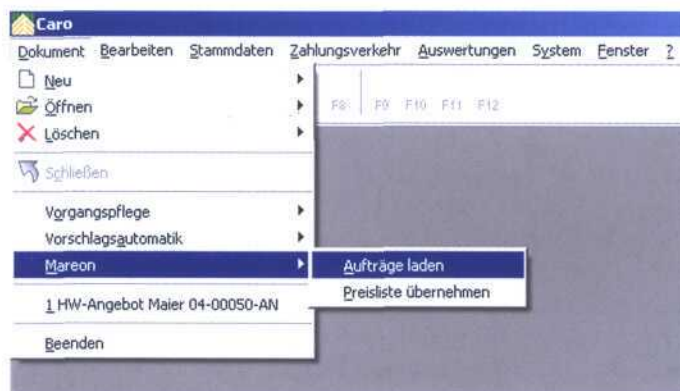 Caro
Dokument Bearbeiten Stammdaten Zahlungsverkehr Auswertungen System Fenster ?
Neu
Öffnen
F8 F9 F10 F11 F12
Löschen
Schließen
Vorgangspflege
Vorschlagsautomatik
Mareon
Aufträge laden
Preisliste übernehmen
1 HW-Angebot Maier 04-00050-AN
Beenden